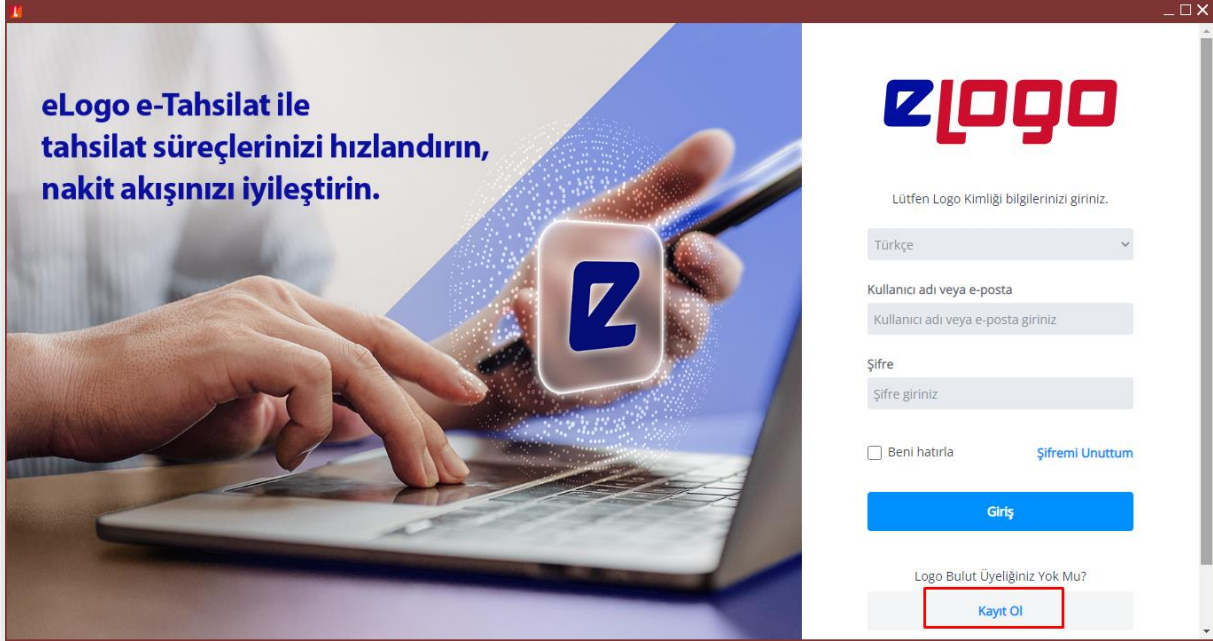 eLogo e-Tahsilat ile
tahsilat süreçlerinizi hızlandırın,
nakit akışınızı iyileştirin.
eLogo
Lütfen Logo Kimliği bilgilerinizi giriniz.
Türkçe
Kullanıcı adı veya e-posta
Kullanıcı adı veya e-posta giriniz
Şifre
Şifre giriniz
Beni hatırla
Şifremi Unuttum
Giriş
Logo Bulut Üyeliğiniz Yok Mu?
Kayıt Ol